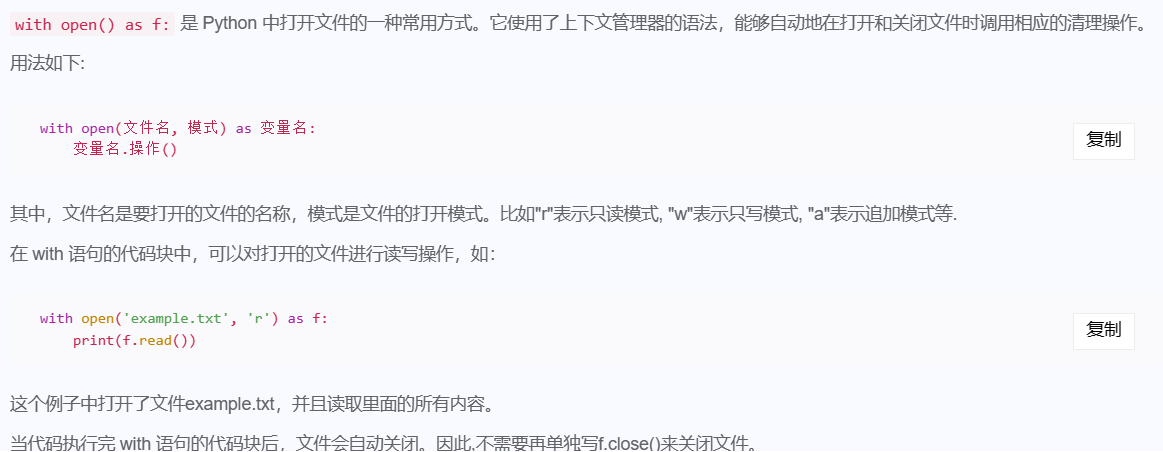 with open() as f: 是 Python 中打开文件的一种常用方式。它使用了上下文管理器的语法，能够自动地在打开和关闭文件时调用相应的清理操作。
用法如下:
with open(文件名, 模式) as 变量名:
    变量名.操作()
复制
其中，文件名是要打开的文件的名称，模式是文件的打开模式。比如"r"表示只读模式, "w"表示只写模式, "a"表示追加模式等.
在 with 语句的代码块中，可以对打开的文件进行读写操作，如：
with open('example.txt', 'r') as f:
    print(f.read())
复制
这个例子中打开了文件example.txt，并且读取里面的所有内容。
当代码执行完 with 语句的代码块后，文件会自动关闭。因此,不需要再单独写f.close()来关闭文件。